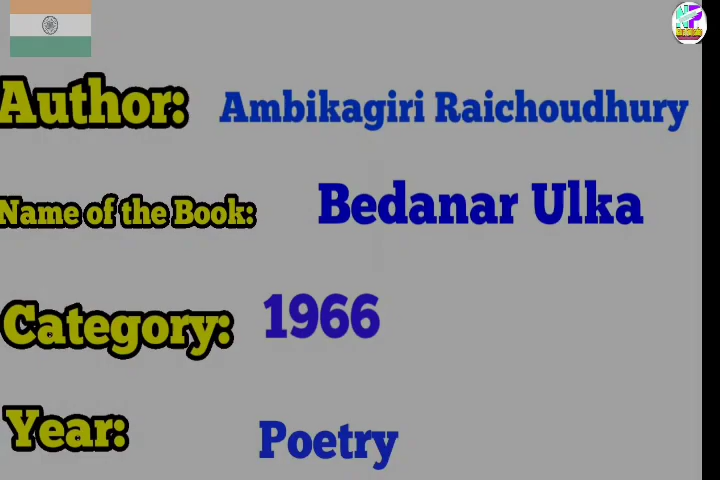 Author: Ambikagiri Raichoudhury
Name of the Book: Bedanar Ulka
Category: 1966
Year: Poetry